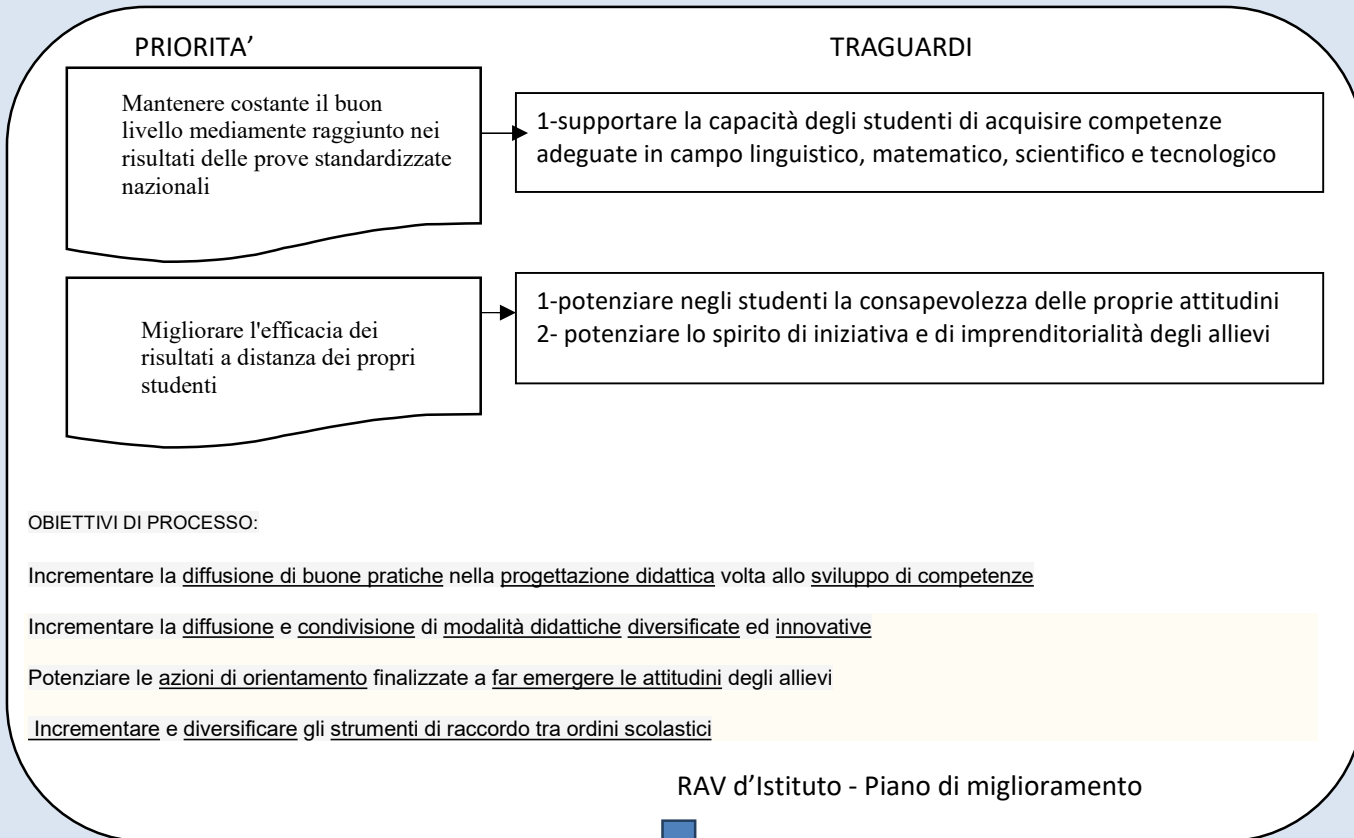 PRIORITA’
TRAGUARDI
Mantenere costante il buon
livello mediamente raggiunto nei
risultati delle prove standardizzate
nazionali
1-supportare la capacità degli studenti di acquisire competenze
adeguate in campo linguistico, matematico, scientifico e tecnologico
Migliorare l'efficacia dei
risultati a distanza dei propri
studenti
1-potenziare negli studenti la consapevolezza delle proprie attitudini
2- potenziare lo spirito di iniziativa e di imprenditorialità degli allievi
OBIETTIVI DI PROCESSO:
Incrementare la diffusione di buone pratiche nella progettazione didattica volta allo sviluppo di competenze
Incrementare la diffusione e condivisione di modalità didattiche diversificate ed innovative
Potenziare le azioni di orientamento finalizzate a far emergere le attitudini degli allievi
Incrementare e diversificare gli strumenti di raccordo tra ordini scolastici
RAV d’Istituto - Piano di miglioramento